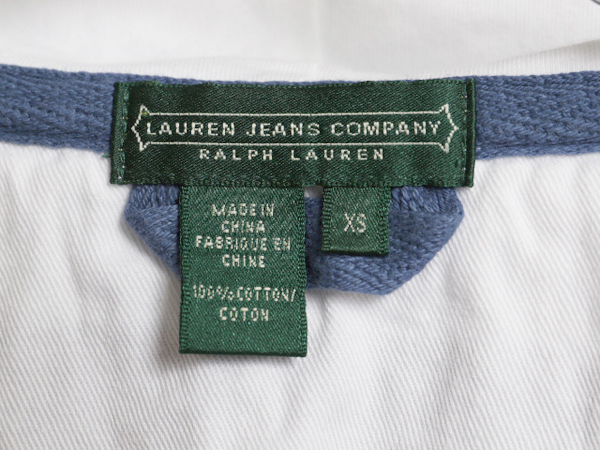 LAUREN JEANS COMPANY
RALPH LAUREN
MADE IN
CHINA
FABRIQUE EN
CHINE
100% COTTON/
COTON
XS